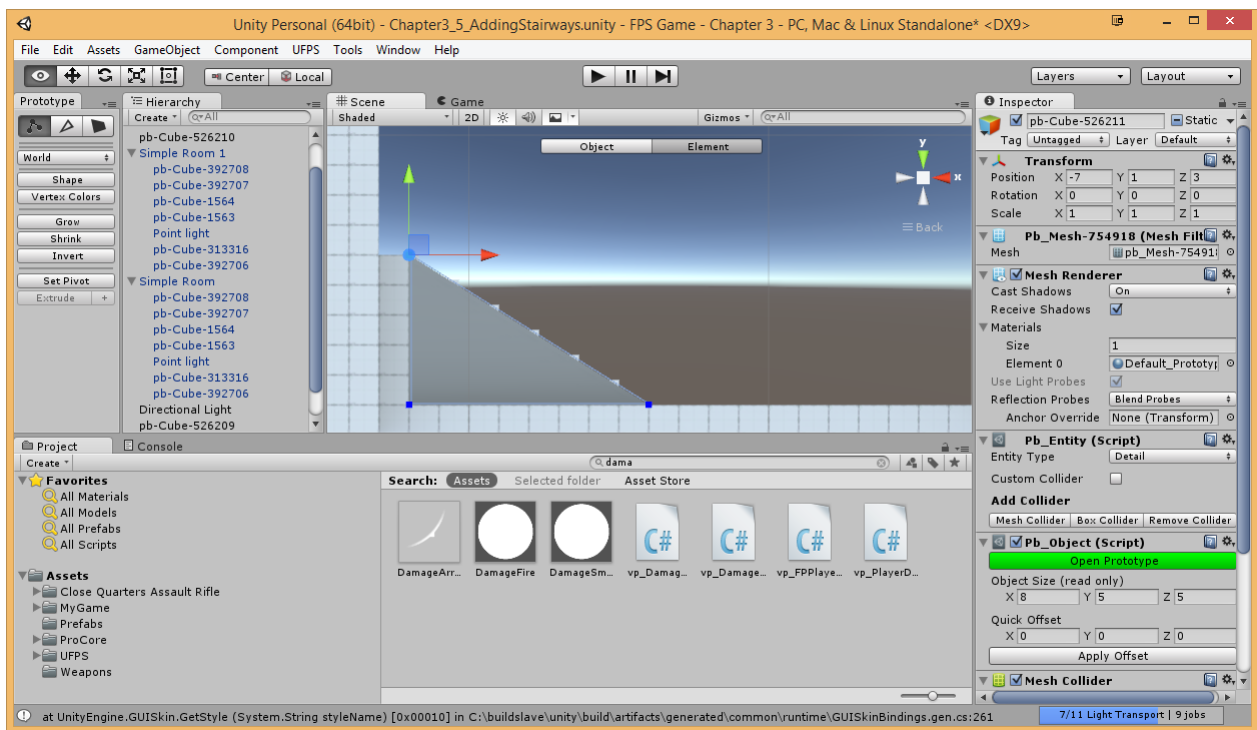 Unity Personal (64bit) - Chapter3_5_AddingStairways.unity - FPS Game - Chapter 3 - PC, Mac & Linux Standalone* <DX9>
File Edit Assets GameObject Component UFPS Tools Window Help
Center Local Layers Layout
Prototype
World
Shape
Vertex Colors
Grow
Shrink
Invert
Set Pivot
Extrude +
Hierarchy
Create All
pb-Cube-526210
Simple Room 1
pb-Cube-392708
pb-Cube-392707
pb-Cube-1564
pb-Cube-1563
Point light
pb-Cube-313316
pb-Cube-392706
Simple Room
pb-Cube-392708
pb-Cube-392707
pb-Cube-1564
pb-Cube-1563
Point light
pb-Cube-313316
pb-Cube-392706
Directional Light
pb-Cube-526209
Scene Game
Shaded 2D Gizmos All
Object Element
y
x
Back
Inspector
pb-Cube-526211 Static
Tag Untagged Layer Default
Transform
Position X -7 Y 1 Z 3
Rotation X 0 Y 0 Z 0
Scale X 1 Y 1 Z 1
Pb_Mesh-754918 (Mesh Filt
Mesh pb_Mesh-75491
Mesh Renderer
Cast Shadows On
Receive Shadows
Materials
Size 1
Element 0 Default_Prototyp
Use Light Probes
Reflection Probes Blend Probes
Anchor Override None (Transform)
Pb_Entity (Script)
Entity Type Detail
Custom Collider
Add Collider
Mesh Collider Box Collider Remove Collider
Pb_Object (Script)
Open Prototype
Object Size (read only)
X 8 Y 5 Z 5
Quick Offset
X 0 Y 0 Z 0
Apply Offset
Mesh Collider
Project Console
Create dama
Favorites
All Materials
All Models
All Prefabs
All Scripts
Assets
Close Quarters Assault Rifle
MyGame
Prefabs
ProCore
UFPS
Weapons
Search: Assets Selected folder Asset Store
C# C# C# C#
DamageArr... DamageFire DamageSm... vp_Damag... vp_Damage... vp_FPPlaye... vp_PlayerD...
at UnityEngine.GUISkin.GetStyle (System.String styleName) [0x00010] in C:\buildslave\unity\build\artifacts\generated\common\runtime\GUISkinBindings.gen.cs:261
7/11 Light Transport | 9 jobs